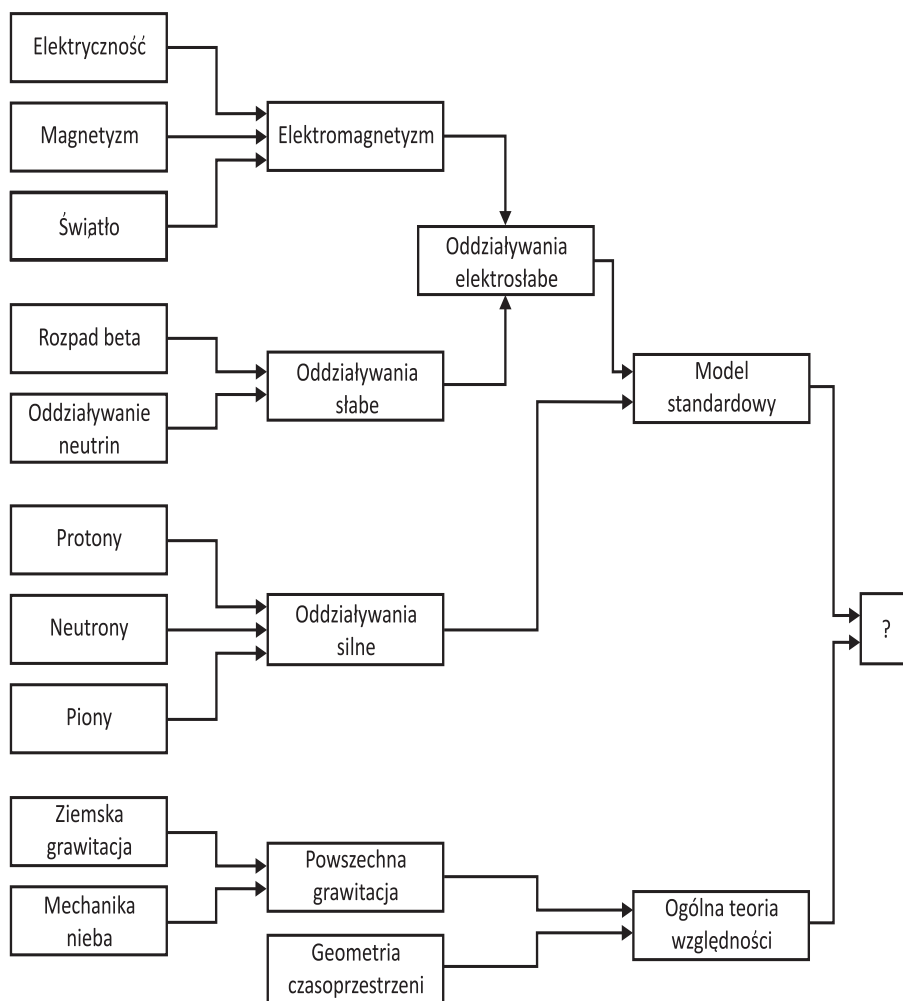 Elektryczność
Magnetyzm
Światło
Elektromagnetyzm
Oddziaływania
elektrosłabe
Rozpad beta
Oddziaływanie
neutrin
Oddziaływania
słabe
Model
standardowy
Protony
Neutrony
Piony
Oddziaływania
silne
?
Ziemska
grawitacja
Mechanika
nieba
Powszechna
grawitacja
Geometria
czasoprzestrzeni
Ogólna teoria
względności